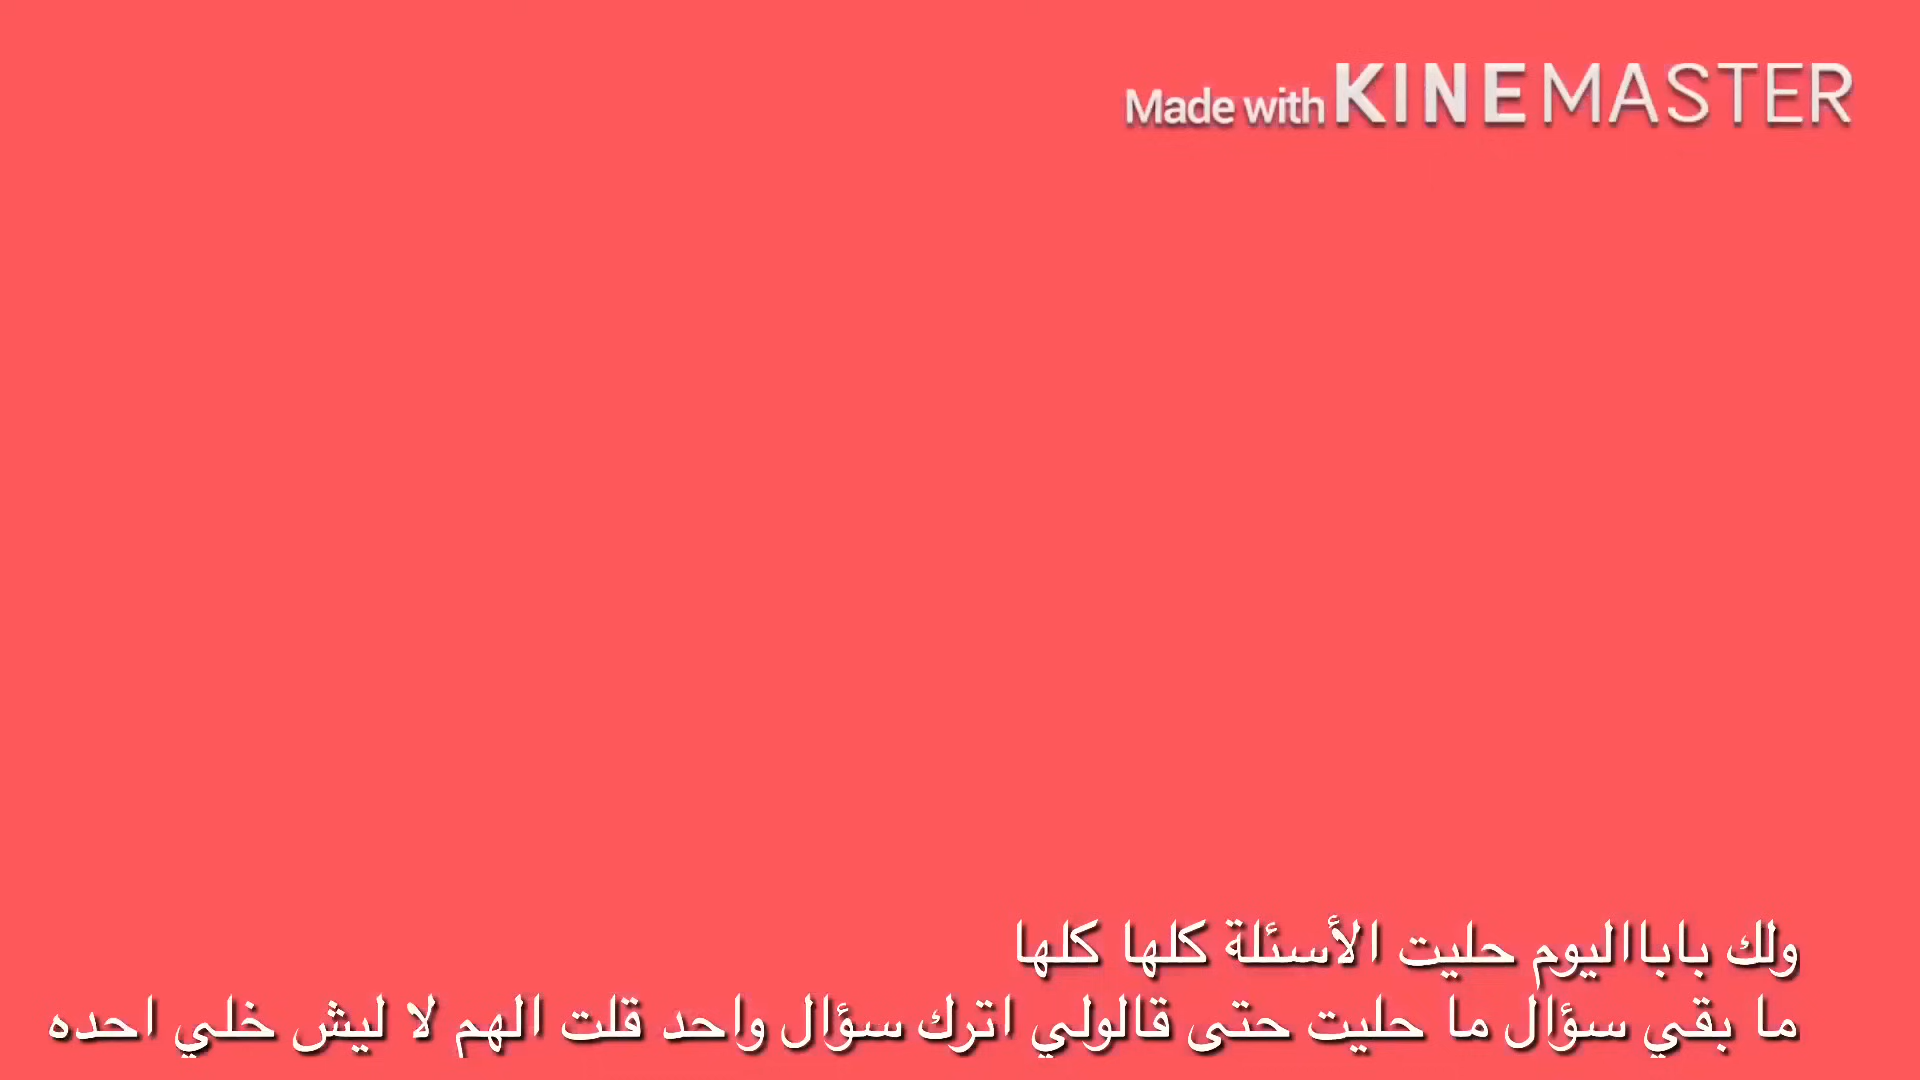 Made with KINEMASTER
ولك بابااليوم حليت الأسئلة كلها كلها
ما بقي سؤال ما حليت حتى قالولي اترك سؤال واحد قلت الهم لا ليش خلي احده